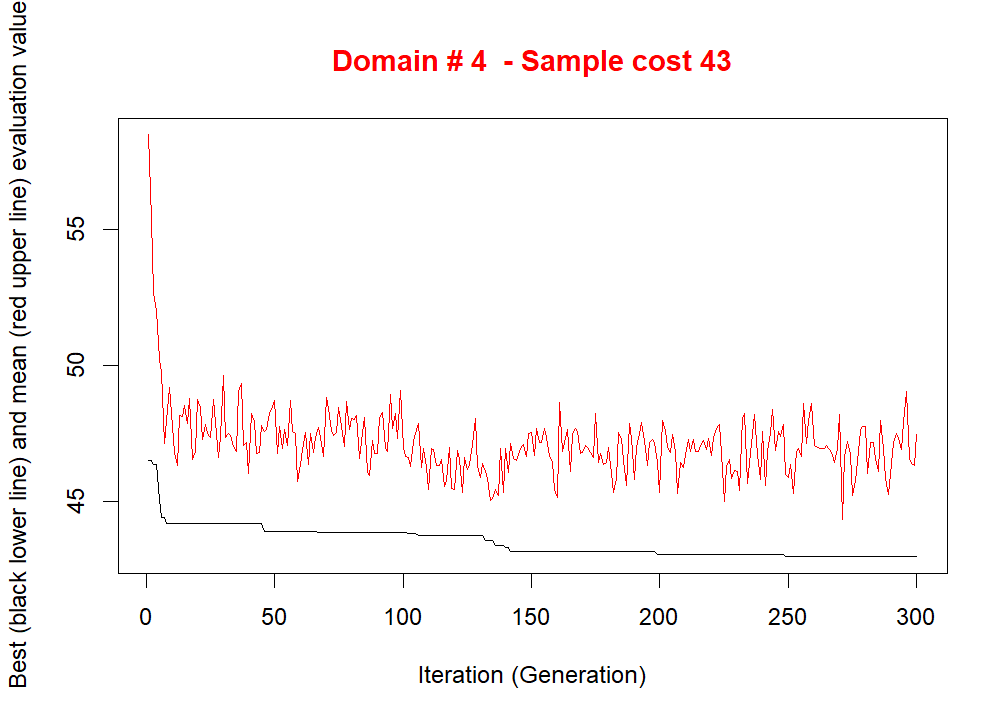 Domain # 4  - Sample cost 43
Best (black lower line) and mean (red upper line) evaluation value
55
50
45
0 50 100 150 200 250 300
Iteration (Generation)